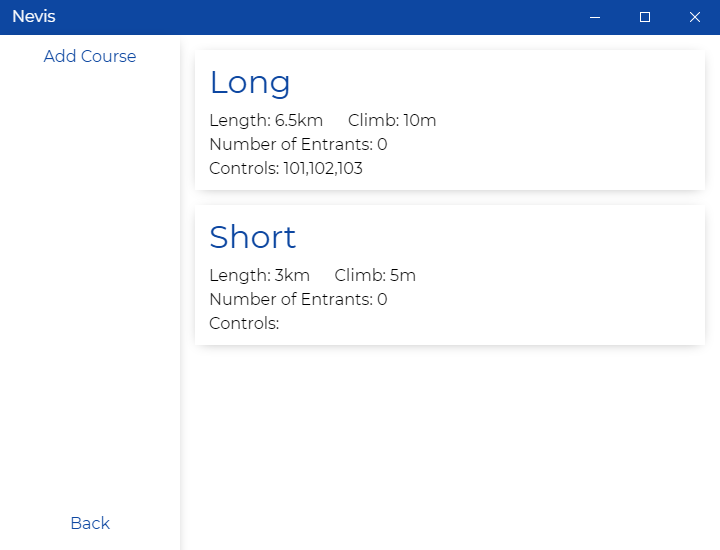 Nevis
Add Course
Long
Length: 6.5km Climb: 10m
Number of Entrants: 0
Controls: 101,102,103
Short
Length: 3km Climb: 5m
Number of Entrants: 0
Controls:
Back